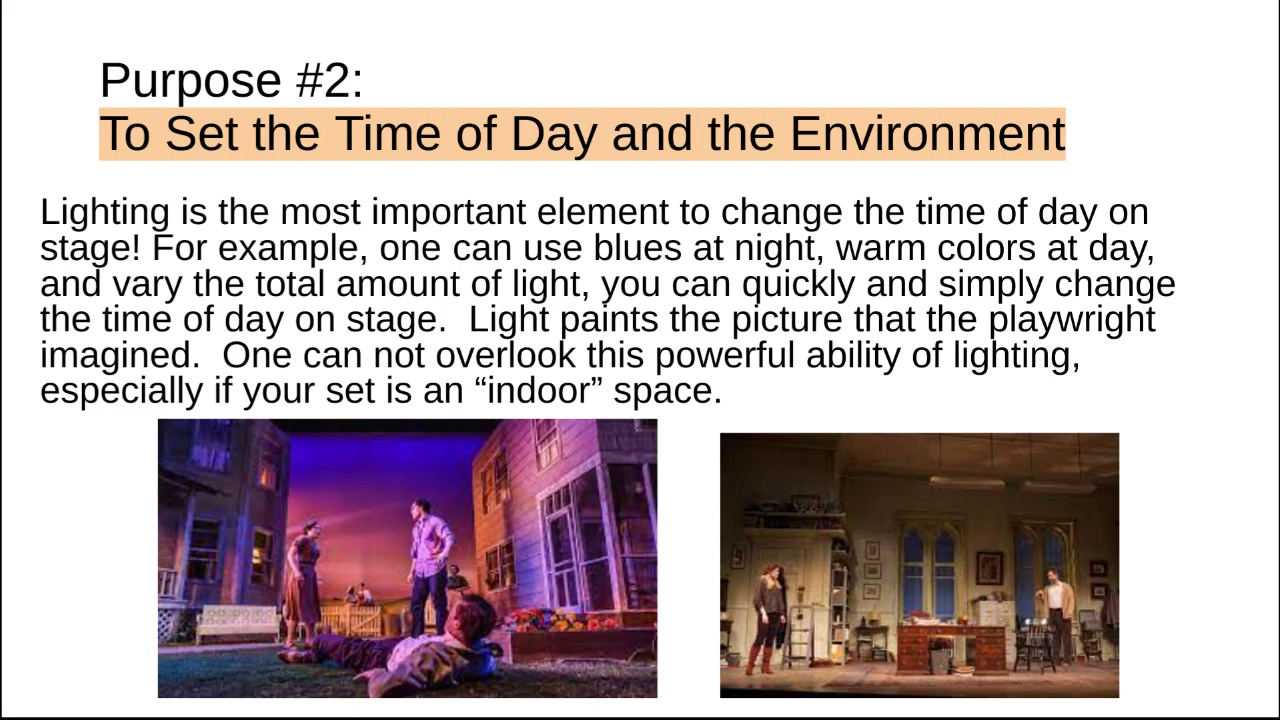 Purpose #2:
To Set the Time of Day and the Environment
Lighting is the most important element to change the time of day on
stage! For example, one can use blues at night, warm colors at day,
and vary the total amount of light, you can quickly and simply change
the time of day on stage.  Light paints the picture that the playwright
imagined.  One can not overlook this powerful ability of lighting,
especially if your set is an “indoor” space.